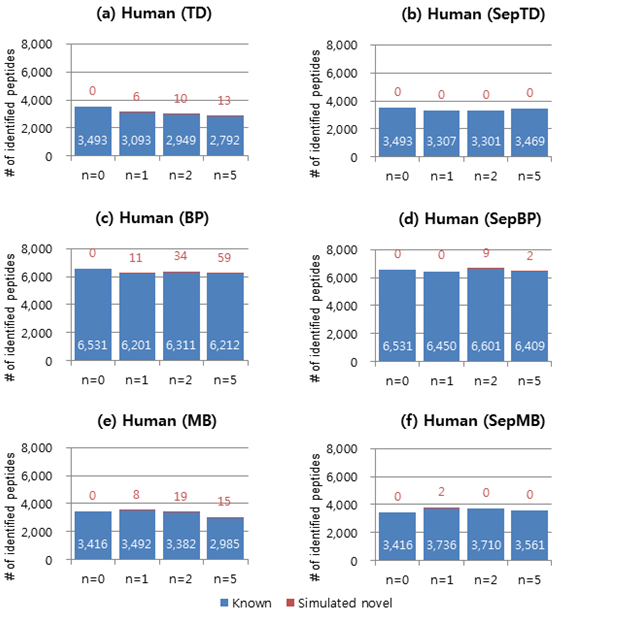 (a) Human (TD)
# of identified peptides
8,000
6,000
4,000
2,000
0
0 6 10 13
3,493 3,093 2,949 2,792
n=0 n=1 n=2 n=5
(b) Human (SepTD)
# of identified peptides
8,000
6,000
4,000
2,000
0
0 0 0 0
3,493 3,307 3,301 3,469
n=0 n=1 n=2 n=5
(c) Human (BP)
# of identified peptides
8,000
6,000
4,000
2,000
0
0 11 34 59
6,531 6,201 6,311 6,212
n=0 n=1 n=2 n=5
(d) Human (SepBP)
# of identified peptides
8,000
6,000
4,000
2,000
0
0 0 9 2
6,531 6,450 6,601 6,409
n=0 n=1 n=2 n=5
(e) Human (MB)
# of identified peptides
8,000
6,000
4,000
2,000
0
0 8 19 15
3,416 3,492 3,382 2,985
n=0 n=1 n=2 n=5
(f) Human (SepMB)
# of identified peptides
8,000
6,000
4,000
2,000
0
0 2 0 0
3,416 3,736 3,710 3,561
n=0 n=1 n=2 n=5
Known Simulated novel